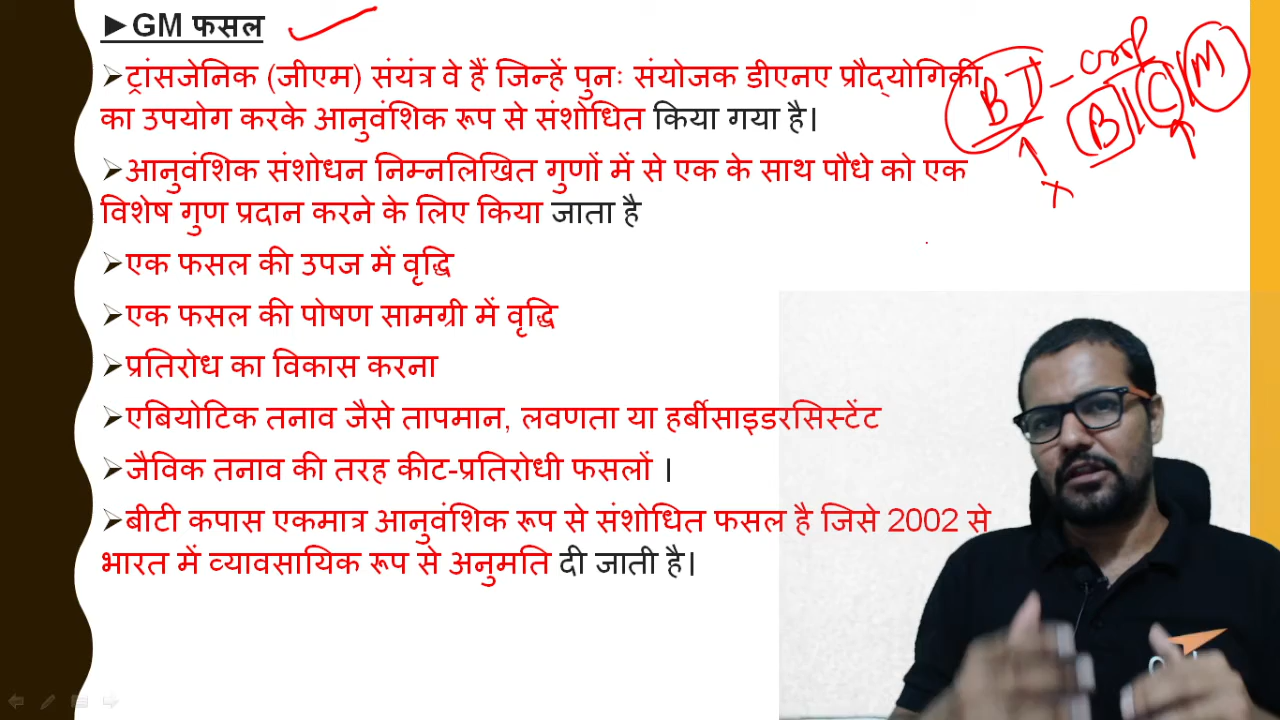 ►GM फसल
➢ट्रांसजेनिक (जीएम) संयंत्र वे हैं जिन्हें पुनः संयोजक डीएनए प्रौद्योगिकी
का उपयोग करके आनुवंशिक रूप से संशोधित किया गया है।
➢आनुवंशिक संशोधन निम्नलिखित गुणों में से एक के साथ पौधे को एक
विशेष गुण प्रदान करने के लिए किया जाता है
➢एक फसल की उपज में वृद्धि
➢एक फसल की पोषण सामग्री में वृद्धि
➢प्रतिरोध का विकास करना
➢एबियोटिक तनाव जैसे तापमान, लवणता या हर्बीसाइडरसिस्टेंट
➢जैविक तनाव की तरह कीट-प्रतिरोधी फसलों ।
➢बीटी कपास एकमात्र आनुवंशिक रूप से संशोधित फसल है जिसे 2002 से
भारत में व्यावसायिक रूप से अनुमति दी जाती है।
BT - crop
B C M